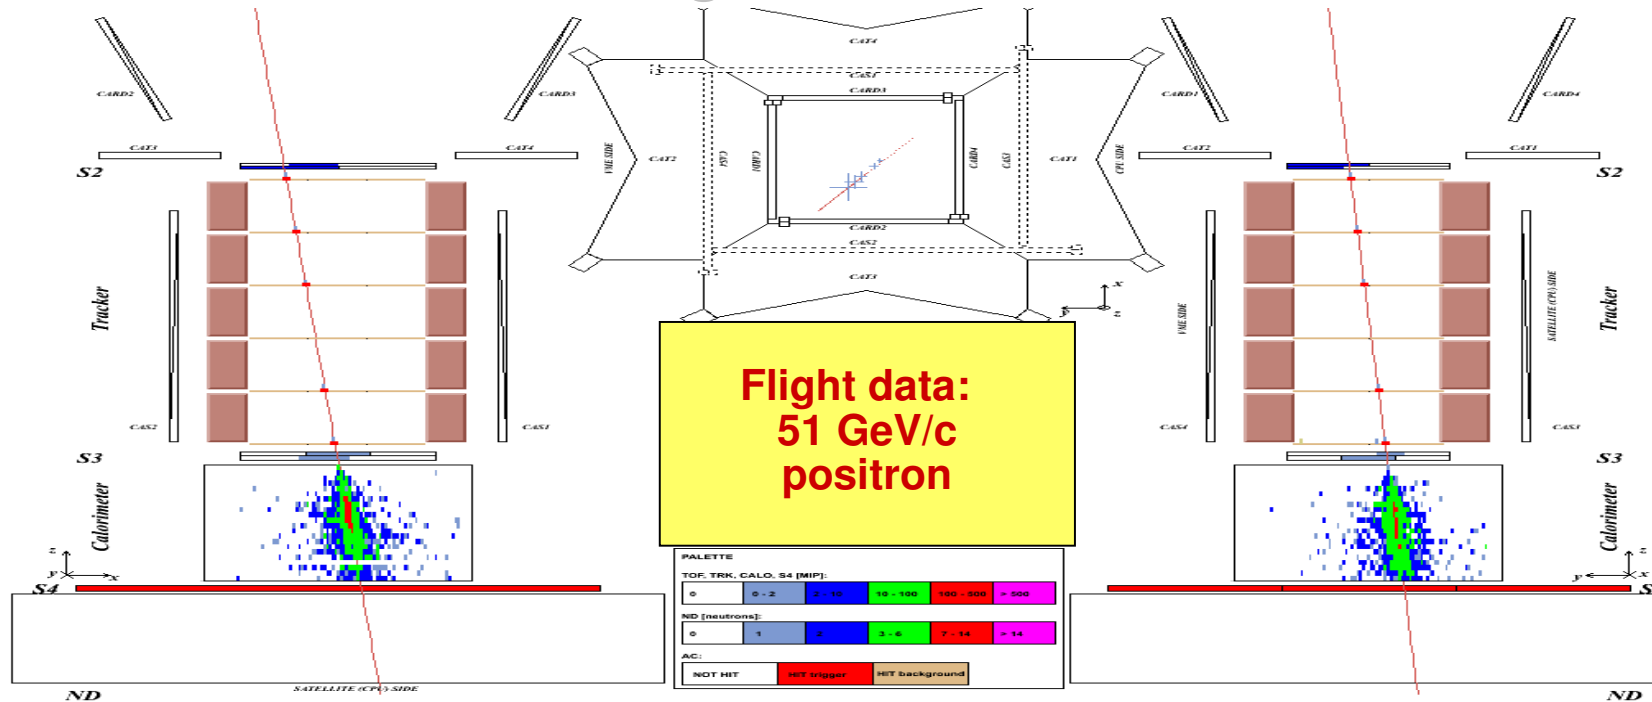 CARD2
CARD3
CAT3
CAT4
S2
Tracker
CAS2
CAS1
S3
Calorimeter
z
y
x
S4
SATELLITE (CPU) SIDE
ND
CAT4
CAS1
CARD3
VME SIDE
CAT2
CAS4
CARD1
CARD4
CAS3
CAT1
CPU SIDE
CARD2
CAS2
CAT3
x
y
z
Flight data:
51 GeV/c
positron
PALETTE
TOF, TRK, CALO, S4 [MIP]:
0 0 - 2 2 - 10 10 - 100 100 - 500 > 500
ND [neutrons]:
0 1 2 3 - 6 7 - 14 > 14
AC:
NOT HIT HIT trigger HIT background
CARD1
CARD4
CAT2
CAT1
S2
VME SIDE
SATELLITE (CPU) SIDE
Tracker
CAS4
CAS3
S3
Calorimeter
z
y
x
S
ND